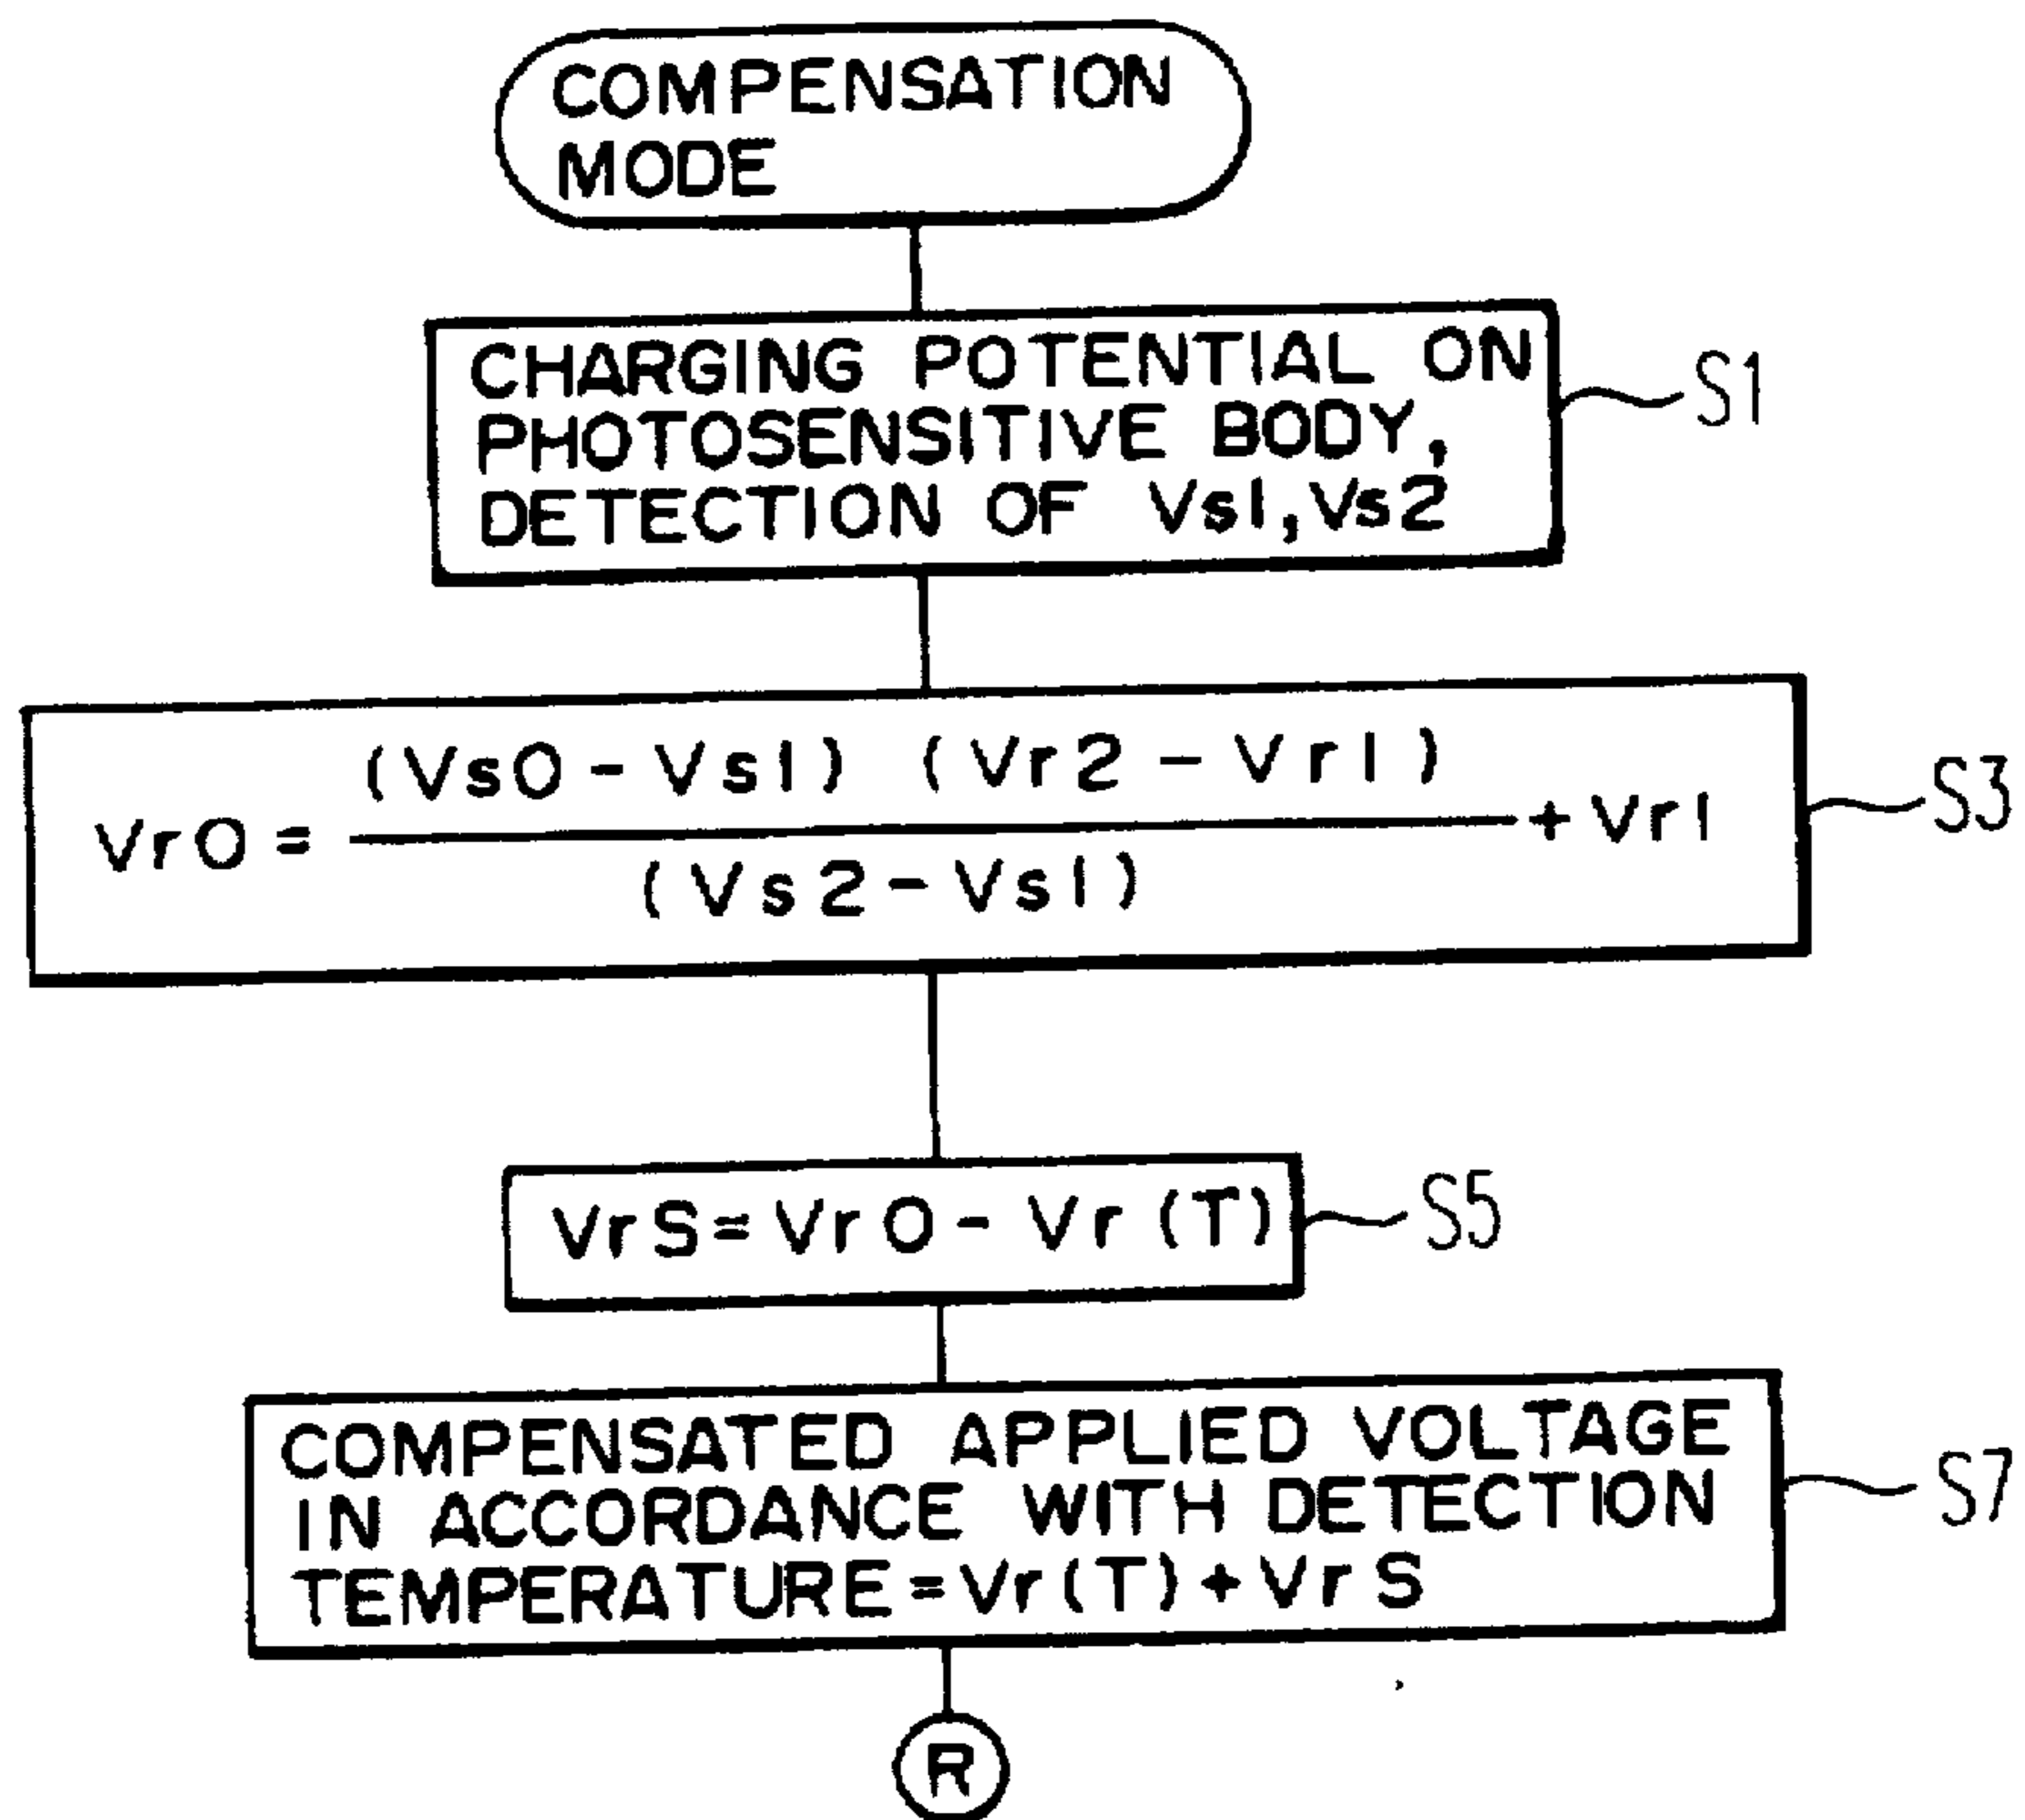 COMPENSATION
MODE
CHARGING POTENTIAL ON
PHOTOSENSITIVE BODY,
DETECTION OF Vs1, Vs2
S1
(Vs0 - Vs1) (Vr2 - Vr1)
Vr0 = + Vr1
(Vs2 - Vs1)
S3
VrS = Vr0 - Vr (T)
S5
COMPENSATED APPLIED VOLTAGE
IN ACCORDANCE WITH DETECTION
TEMPERATURE = Vr(T) + VrS
S7
R